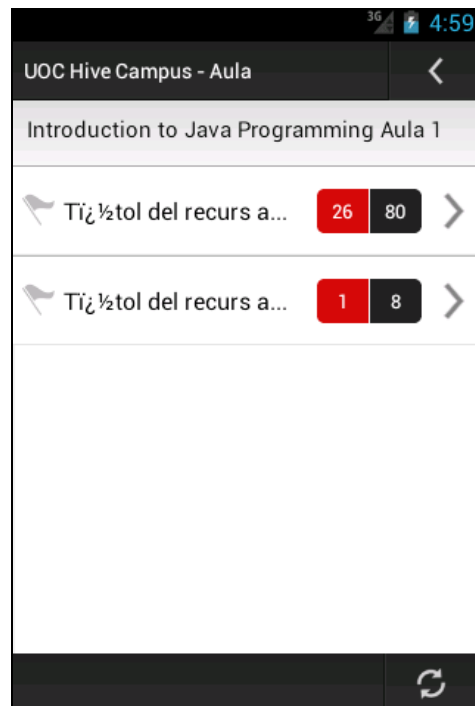 3G 4:59
UOC Hive Campus - Aula
Introduction to Java Programming Aula 1
Tï¿½tol del recurs a... 26 80
Tï¿½tol del recurs a... 1 8